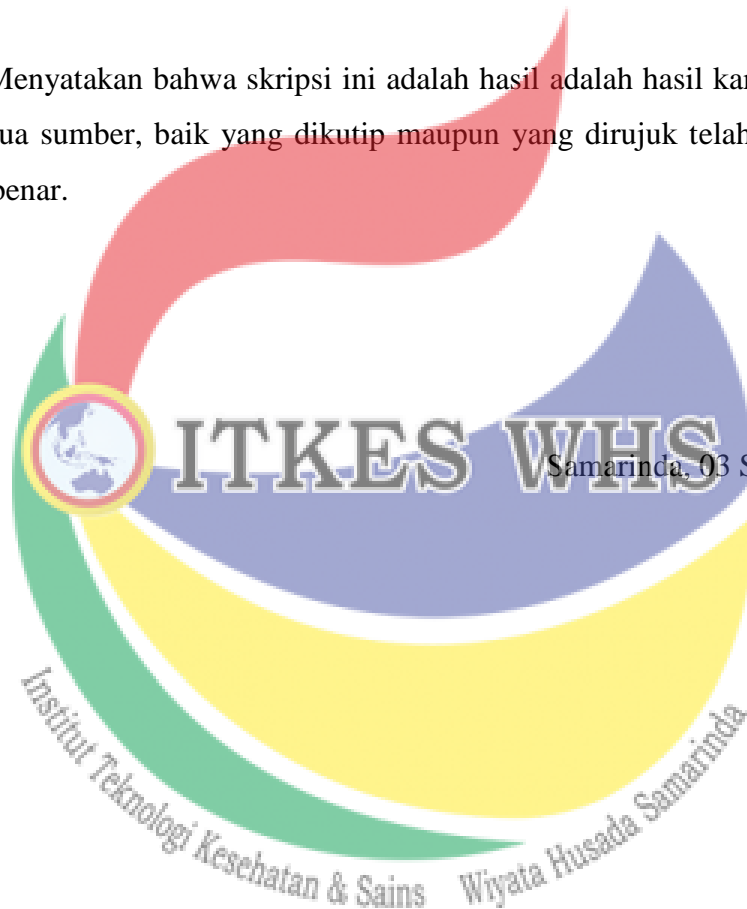 Menyatakan bahwa skripsi ini adalah hasil adalah hasil
ua sumber, baik yang dikutip maupun yang dirujuk telah
benar.
ITKES WHS
Samarinda, 03 S
Institut Teknologi Kesehatan & Sains Wiyata Husada Samarinda